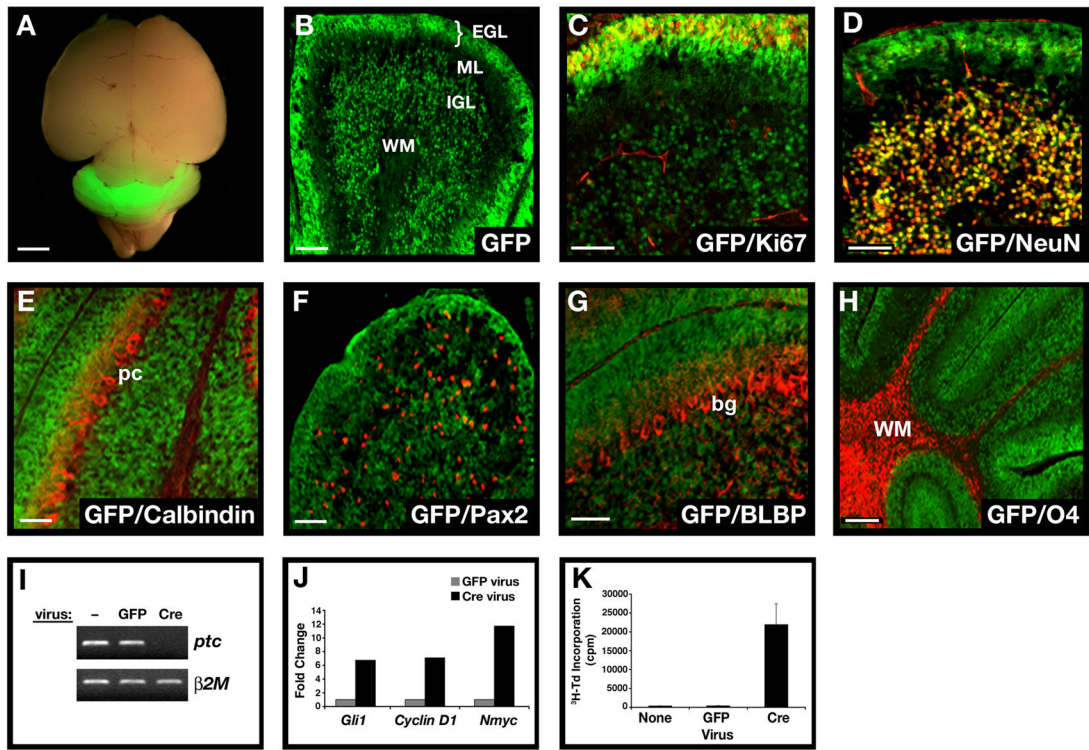 A
B
EGL
ML
IGL
WM
GFP
C
GFP/Ki67
D
GFP/NeuN
E
pc
GFP/Calbindin
F
GFP/Pax2
G
bg
GFP/BLBP
H
WM
GFP/O4
I
virus: – GFP Cre
ptc
β2M
J
GFP virus
Cre virus
Fold Change
14
12
10
8
6
4
2
0
Gli1 Cyclin D1 Nmyc
K
³H-Td Incorporation
(cpm)
30000
25000
20000
15000
10000
5000
0
None GFP Cre
Virus